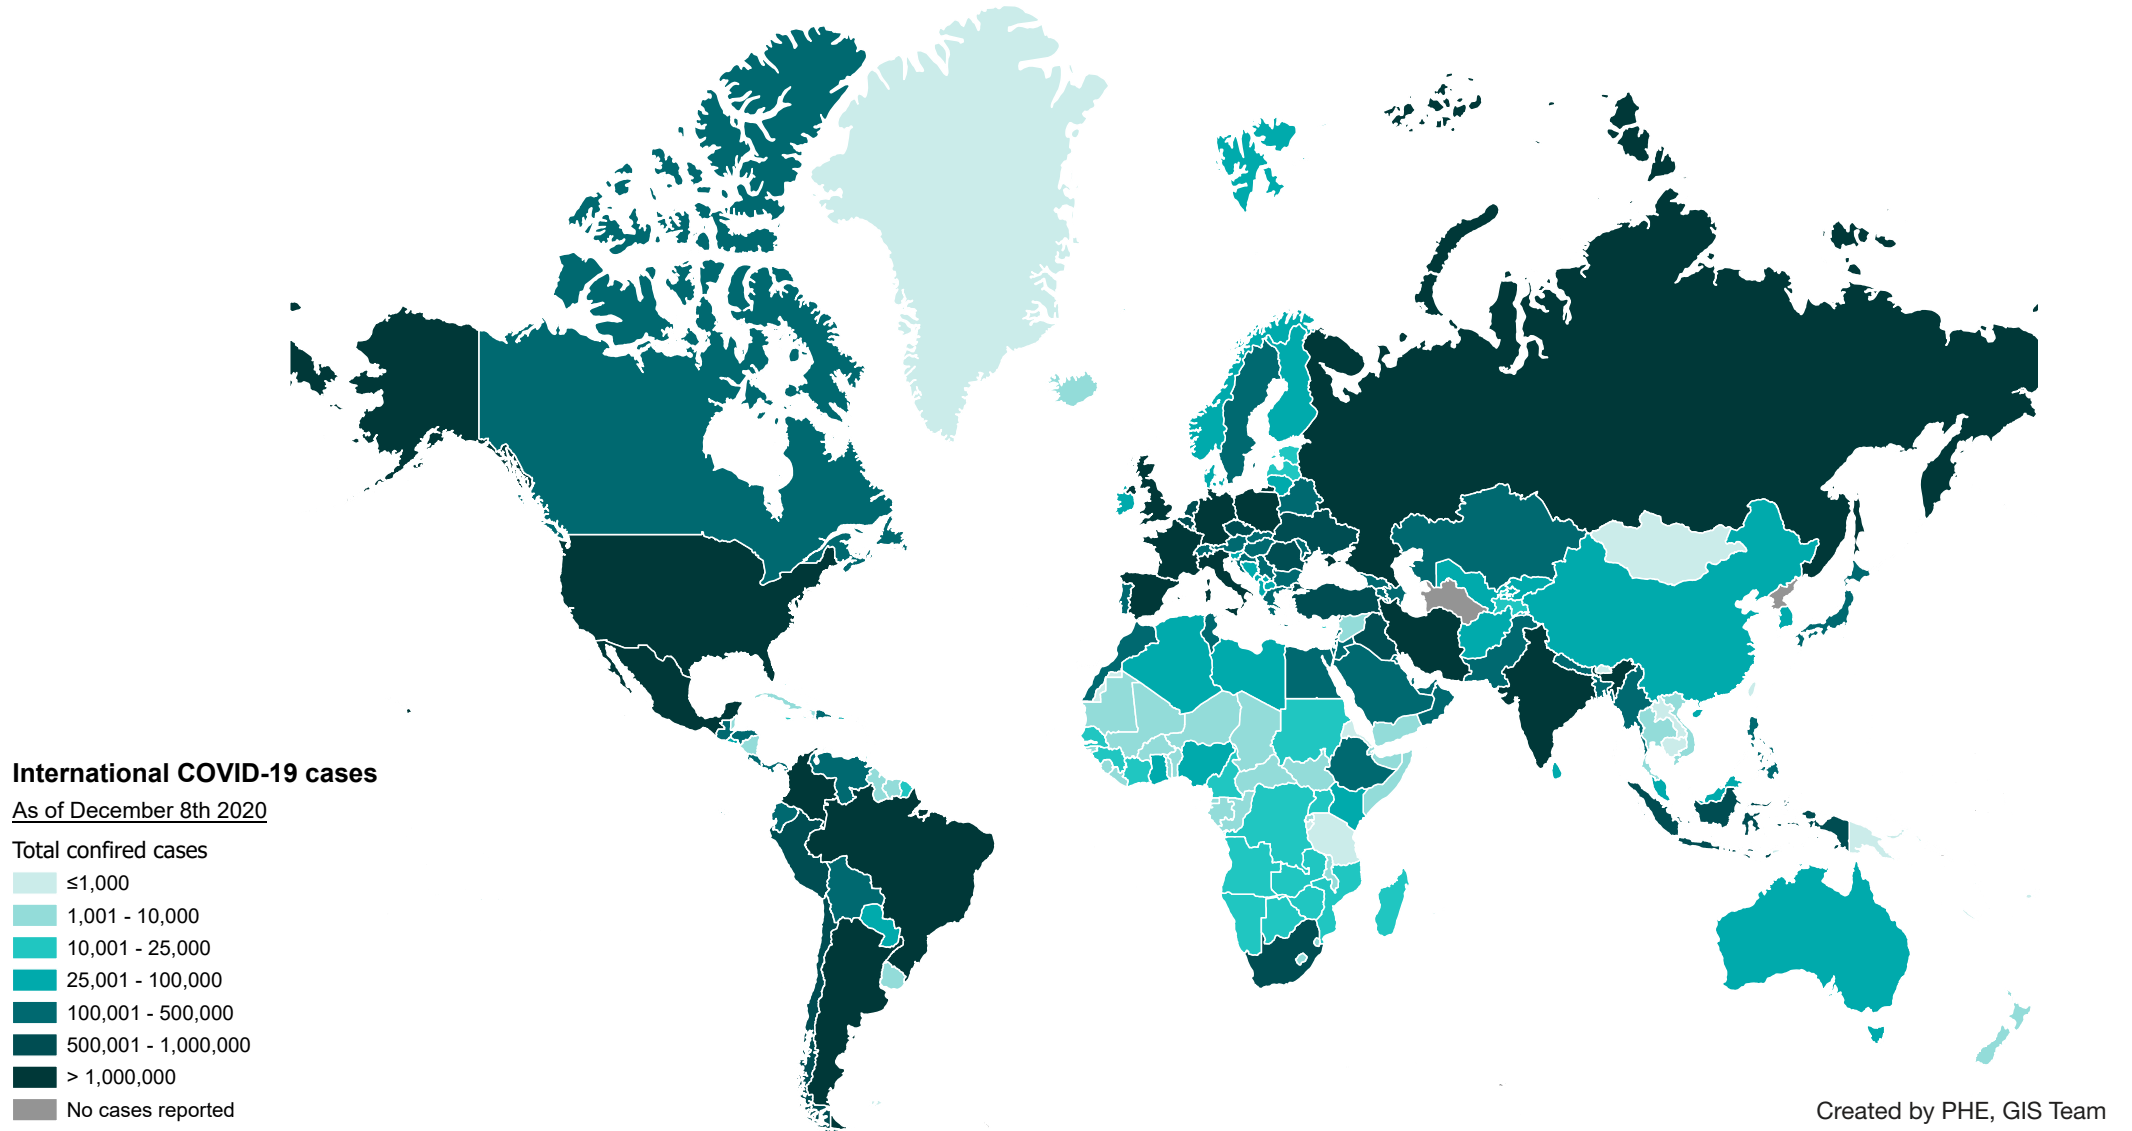 International COVID-19 cases
As of December 8th 2020
Total confired cases
≤1,000
1,001 - 10,000
10,001 - 25,000
25,001 - 100,000
100,001 - 500,000
500,001 - 1,000,000
> 1,000,000
No cases reported
Created by PHE, GIS Team